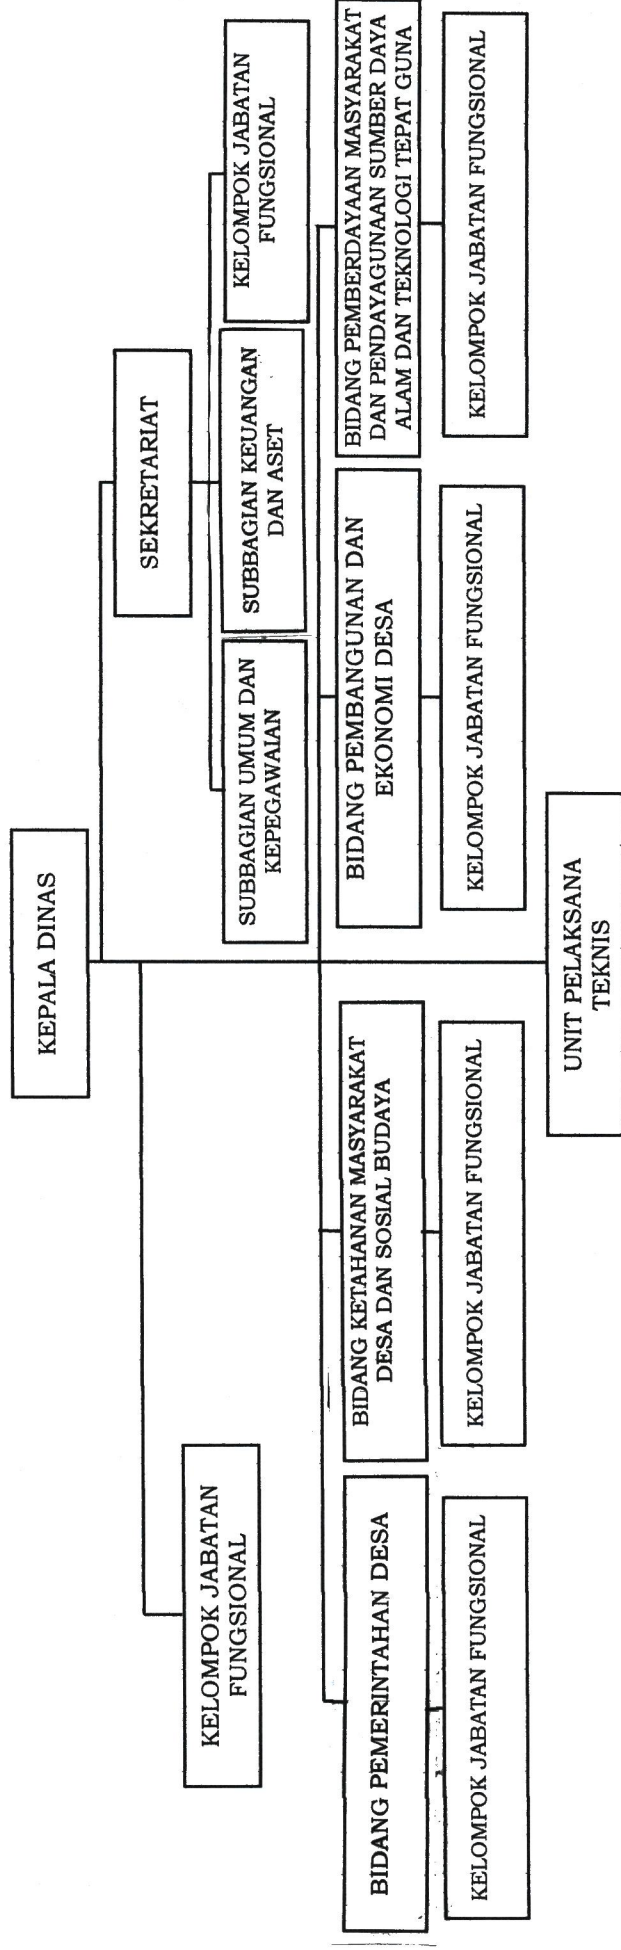 KEPALA DINAS
SEKRETARIAT
KELOMPOK JABATAN
FUNGSIONAL
SUBBAGIAN UMUM DAN
KEPEGAWAIAN
SUBBAGIAN KEUANGAN
DAN ASET
KELOMPOK JABATAN
FUNGSIONAL
BIDANG PEMERINTAHAN DESA
BIDANG KETAHANAN MASYARAKAT
DESA DAN SOSIAL BUDAYA
BIDANG PEMBANGUNAN DAN
EKONOMI DESA
BIDANG PEMBERDAYAAN MASYARAKAT
DAN PENDAYAGUNAAN SUMBER DAYA
ALAM DAN TEKNOLOGI TEPAT GUNA
KELOMPOK JABATAN FUNGSIONAL
KELOMPOK JABATAN FUNGSIONAL
KELOMPOK JABATAN FUNGSIONAL
KELOMPOK JABATAN FUNGSIONAL
UNIT PELAKSANA
TEKNIS